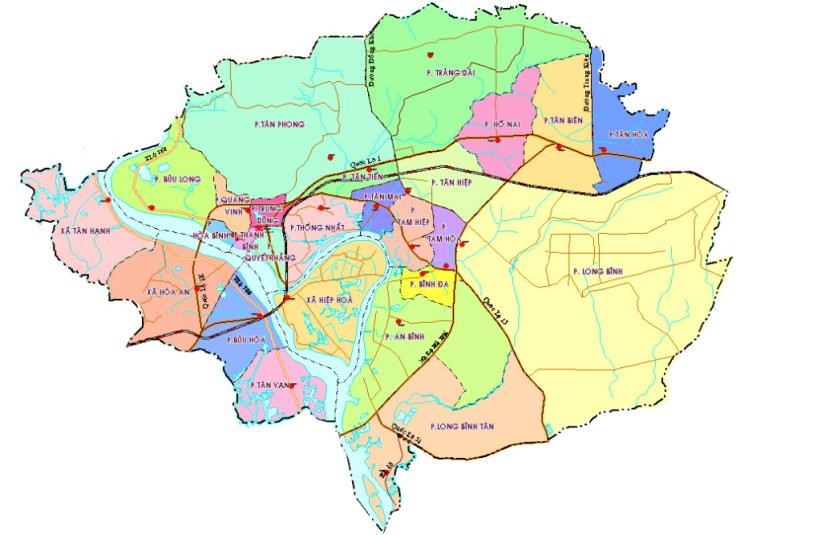 Đường Đồng Khởi
P. TRẢNG DÀI
Đường Trung Kiên
P.TÂN PHONG
P. HỐ NAI
P.TÂN BIÊN
P.TÂN HÒA
Quốc Lộ 1
P. BỬU LONG
P. TÂN TIẾN
P. TÂN HIỆP
P. QUANG
VINH
P.TRUNG
DŨNG
P.TÂN MAI
P.
TAM HIỆP
P.
TAM HÒA
XÃ TÂN HẠNH
HÒA BÌNH
P.THANH
BÌNH
P.THỐNG NHẤT
P.
QUYẾT THẮNG
P. LONG BÌNH
XÃ HÓA AN
XÃ HIỆP HOÀ
P. BÌNH ĐA
Quốc Lộ 15
P.BỬU HÒA
P. AN BÌNH
P.TÂN VẠN
P.LONG BÌNH TÂN
Quốc Lộ 51